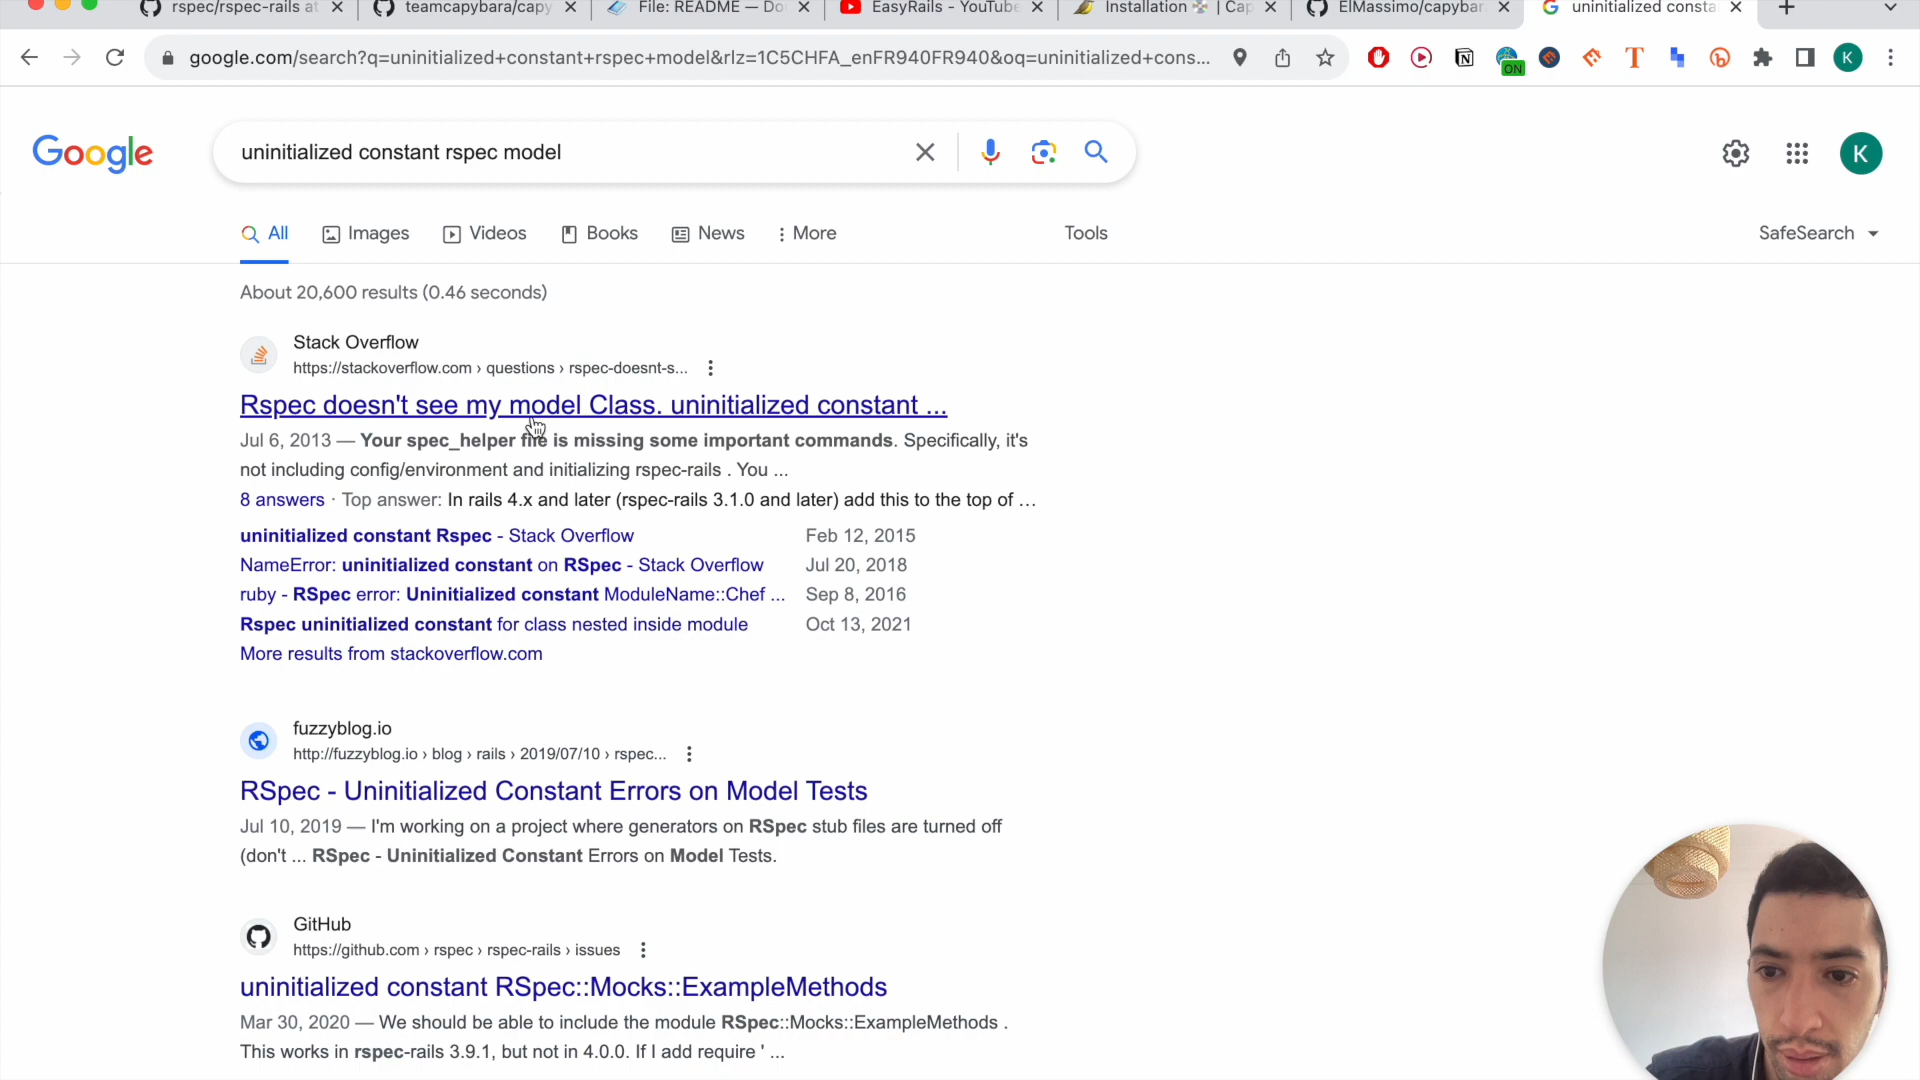 rspec/rspec-rails at
teamcapybara/capy
File: README — Do
EasyRails - YouTube
Installation | Cap
ElMassimo/capybar
uninitialized consta
google.com/search?q=uninitialized+constant+rspec+model&rlz=1C5CHFA_enFR940FR940&oq=uninitialized+cons...
ON
K
Google
uninitialized constant rspec model
K
All
Images
Videos
Books
News
More
Tools
SafeSearch
About 20,600 results (0.46 seconds)
Stack Overflow
https://stackoverflow.com › questions › rspec-doesnt-s...
Rspec doesn't see my model Class. uninitialized constant ...
Jul 6, 2013 — Your spec_helper file is missing some important commands. Specifically, it's
not including config/environment and initializing rspec-rails . You ...
8 answers · Top answer: In rails 4.x and later (rspec-rails 3.1.0 and later) add this to the top of ...
uninitialized constant Rspec - Stack Overflow Feb 12, 2015
NameError: uninitialized constant on RSpec - Stack Overflow Jul 20, 2018
ruby - RSpec error: Uninitialized constant ModuleName::Chef ... Sep 8, 2016
Rspec uninitialized constant for class nested inside module Oct 13, 2021
More results from stackoverflow.com
fuzzyblog.io
http://fuzzyblog.io › blog › rails › 2019/07/10 › rspec...
RSpec - Uninitialized Constant Errors on Model Tests
Jul 10, 2019 — I'm working on a project where generators on RSpec stub files are turned off
(don't ... RSpec - Uninitialized Constant Errors on Model Tests.
GitHub
https://github.com › rspec › rspec-rails › issues
uninitialized constant RSpec::Mocks::ExampleMethods
Mar 30, 2020 — We should be able to include the module RSpec::Mocks::ExampleMethods .
This works in rspec-rails 3.9.1, but not in 4.0.0. If I add require ' ...